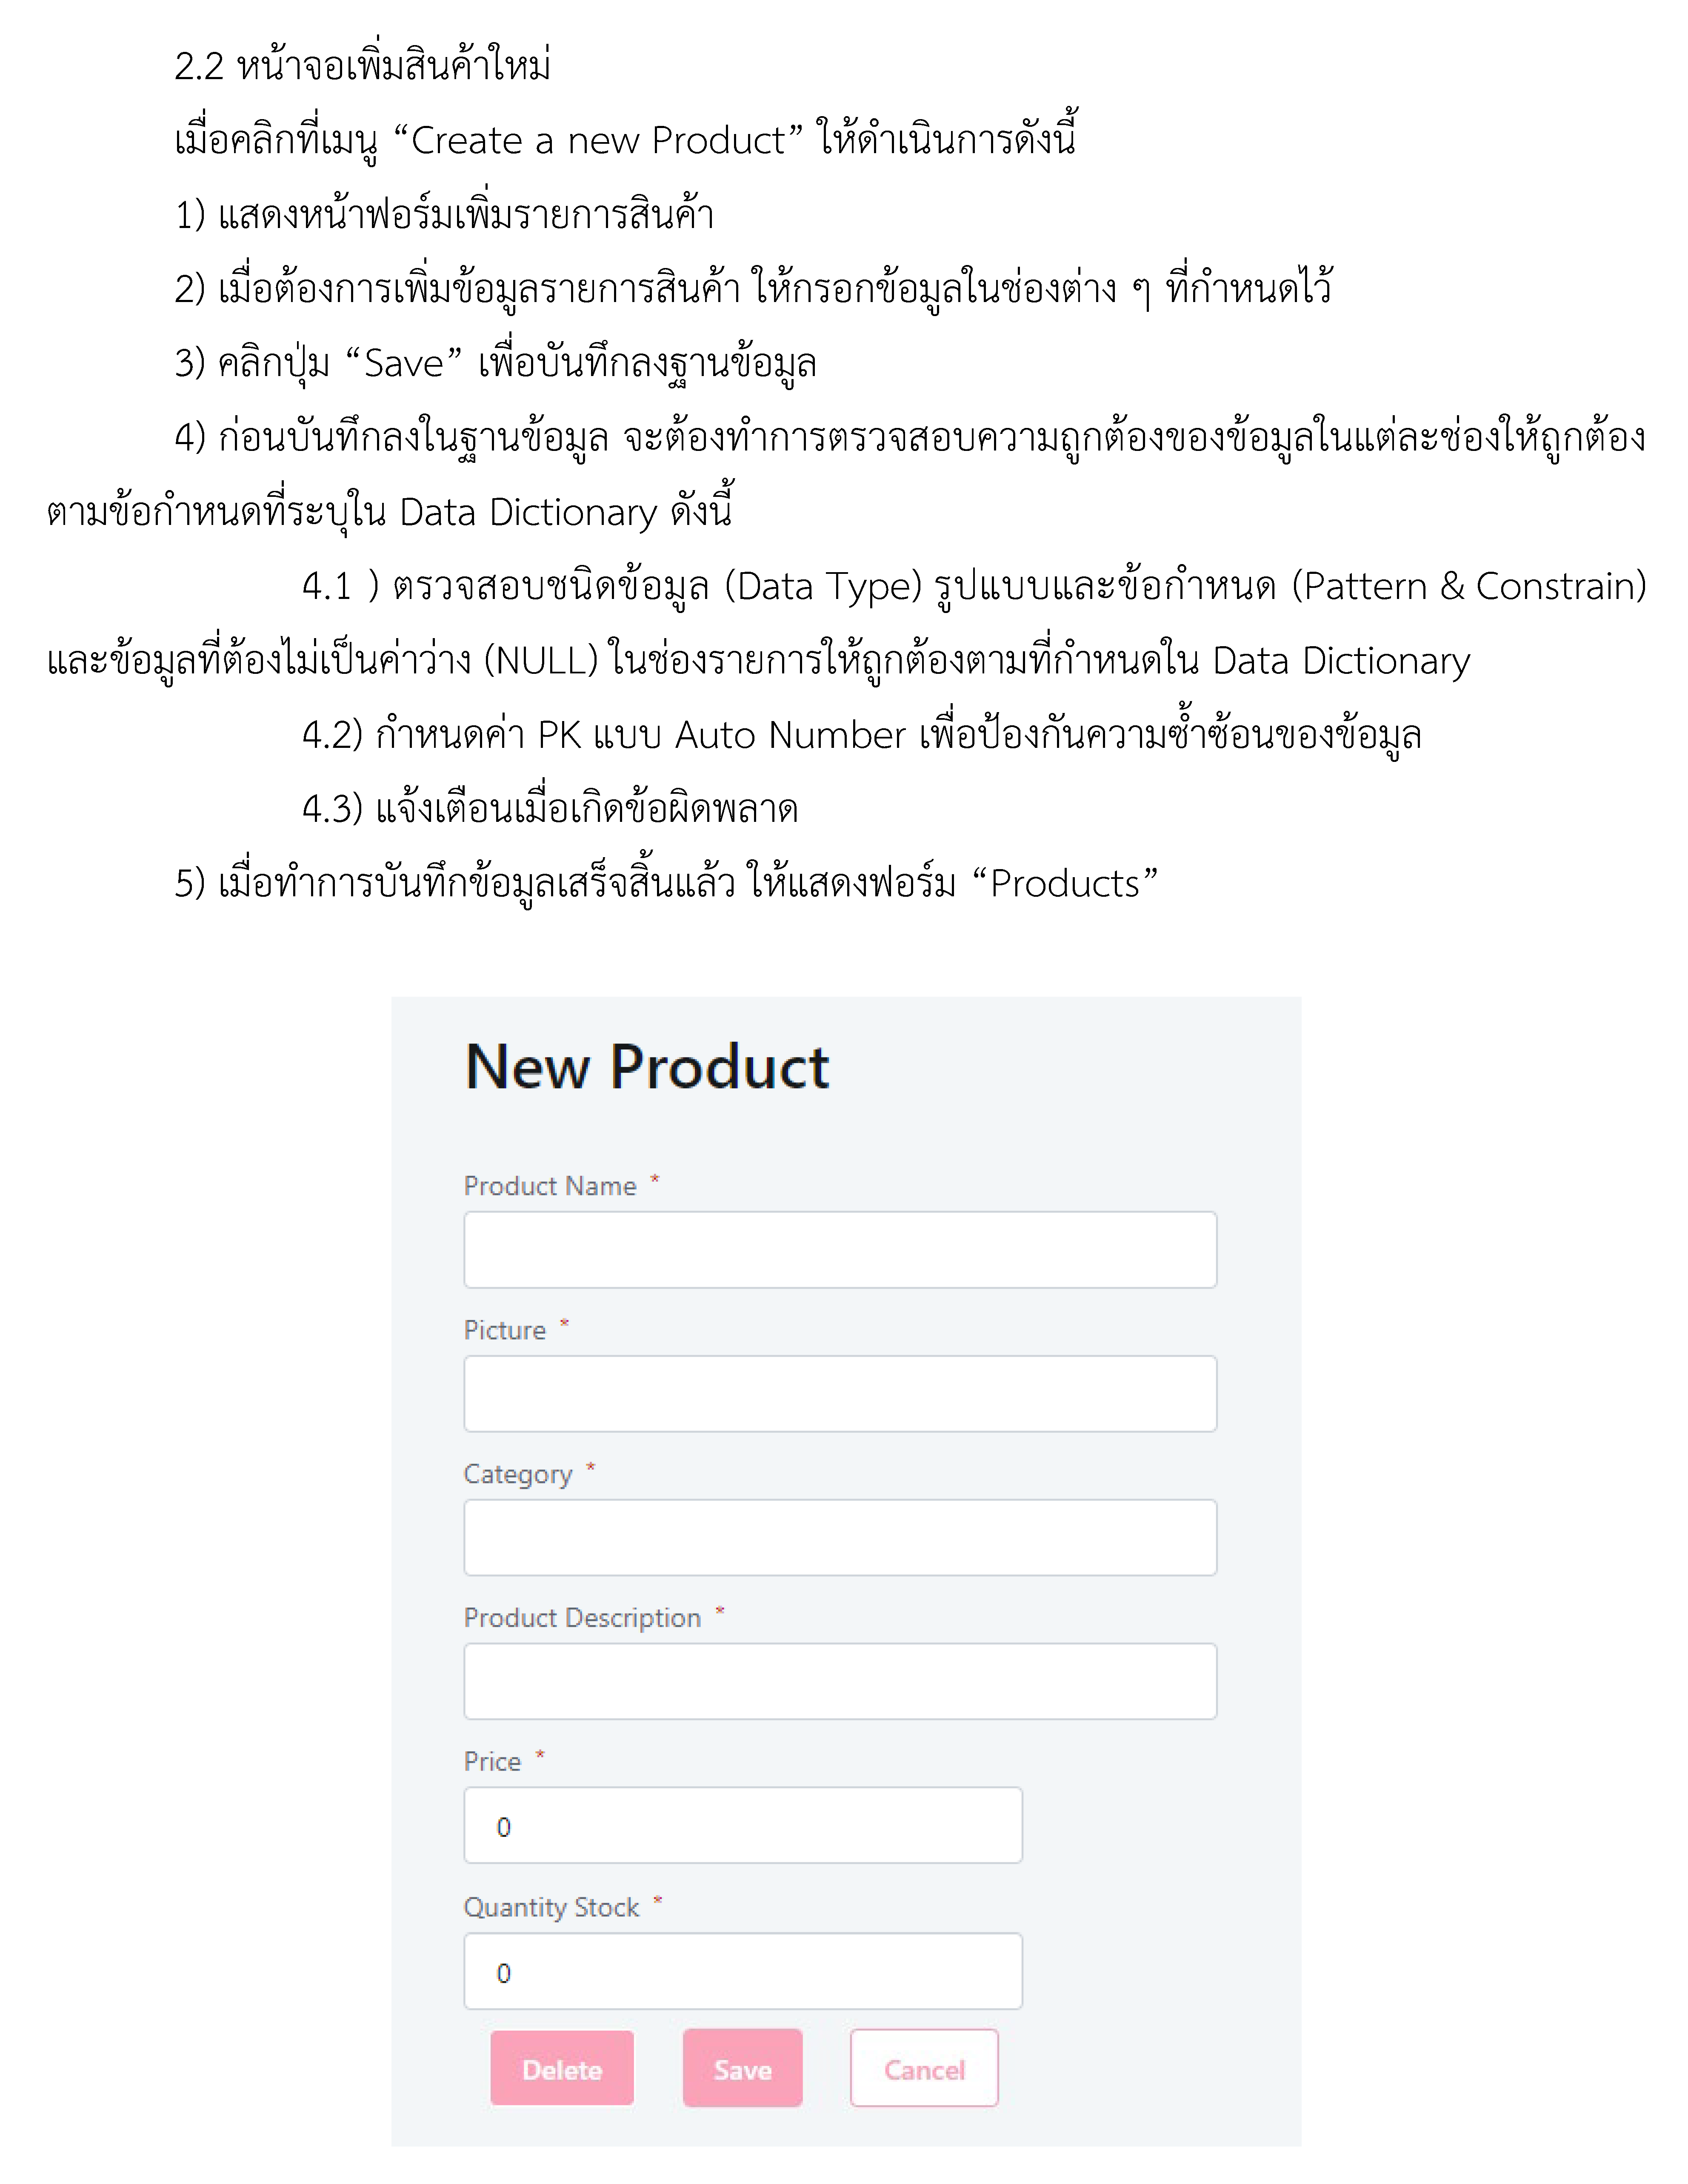 2.2 หน้าจอเพิ่มสินค้าใหม่
เมื่อคลิกที่เมนู “Create a new Product” ให้ดำเนินการดังนี้
1) แสดงหน้าฟอร์มเพิ่มรายการสินค้า
2) เมื่อต้องการเพิ่มข้อมูลรายการสินค้า ให้กรอกข้อมูลในช่องต่าง ๆ ที่กำหนดไว้
3) คลิกปุ่ม “Save” เพื่อบันทึกลงฐานข้อมูล
4) ก่อนบันทึกลงในฐานข้อมูล จะต้องทำการตรวจสอบความถูกต้องของข้อมูลในแต่ละช่องให้ถูกต้อง
ตามข้อกำหนดที่ระบุใน Data Dictionary ดังนี้
4.1 ) ตรวจสอบชนิดข้อมูล (Data Type) รูปแบบและข้อกำหนด (Pattern & Constrain)
และข้อมูลที่ต้องไม่เป็นค่าว่าง (NULL) ในช่องรายการให้ถูกต้องตามที่กำหนดใน Data Dictionary
4.2) กำหนดค่า PK แบบ Auto Number เพื่อป้องกันความซ้ำซ้อนของข้อมูล
4.3) แจ้งเตือนเมื่อเกิดข้อผิดพลาด
5) เมื่อทำการบันทึกข้อมูลเสร็จสิ้นแล้ว ให้แสดงฟอร์ม “Products”
New Product
Product Name *
Picture *
Category *
Product Description *
Price *
0
Quantity Stock *
0
Delete Save Cancel